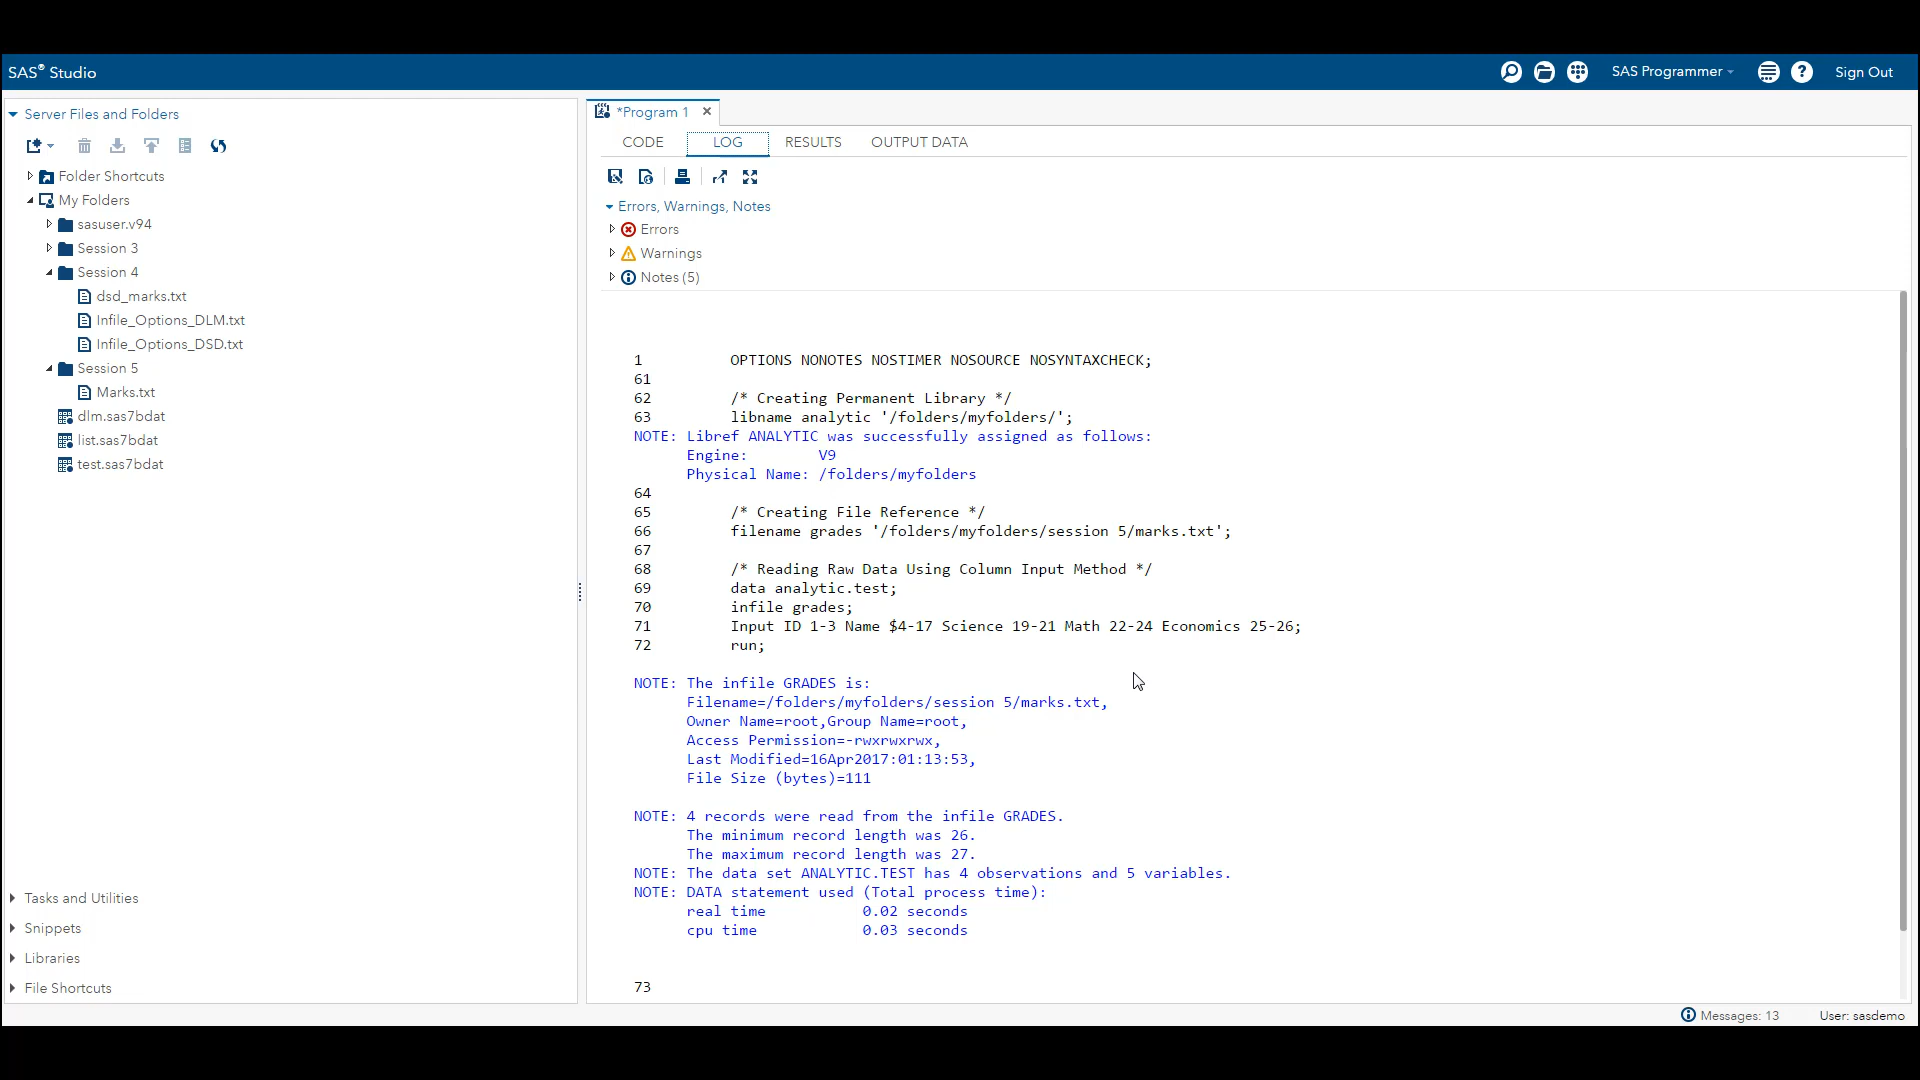 SAS® Studio
SAS Programmer
Sign Out
Server Files and Folders
Folder Shortcuts
My Folders
sasuser.v94
Session 3
Session 4
dsd_marks.txt
Infile_Options_DLM.txt
Infile_Options_DSD.txt
Session 5
Marks.txt
dlm.sas7bdat
list.sas7bdat
test.sas7bdat
Tasks and Utilities
Snippets
Libraries
File Shortcuts
*Program 1
CODE LOG RESULTS OUTPUT DATA
Errors, Warnings, Notes
Errors
Warnings
Notes (5)
1 OPTIONS NONOTES NOSTIMER NOSOURCE NOSYNTAXCHECK;
61
62 /* Creating Permanent Library */
63 libname analytic '/folders/myfolders/';
NOTE: Libref ANALYTIC was successfully assigned as follows:
Engine: V9
Physical Name: /folders/myfolders
64
65 /* Creating File Reference */
66 filename grades '/folders/myfolders/session 5/marks.txt';
67
68 /* Reading Raw Data Using Column Input Method */
69 data analytic.test;
70 infile grades;
71 Input ID 1-3 Name $4-17 Science 19-21 Math 22-24 Economics 25-26;
72 run;
NOTE: The infile GRADES is:
Filename=/folders/myfolders/session 5/marks.txt,
Owner Name=root,Group Name=root,
Access Permission=-rwxrwxrwx,
Last Modified=16Apr2017:01:13:53,
File Size (bytes)=111
NOTE: 4 records were read from the infile GRADES.
The minimum record length was 26.
The maximum record length was 27.
NOTE: The data set ANALYTIC.TEST has 4 observations and 5 variables.
NOTE: DATA statement used (Total process time):
real time 0.02 seconds
cpu time 0.03 seconds
73
Messages: 13
User: sasdemo